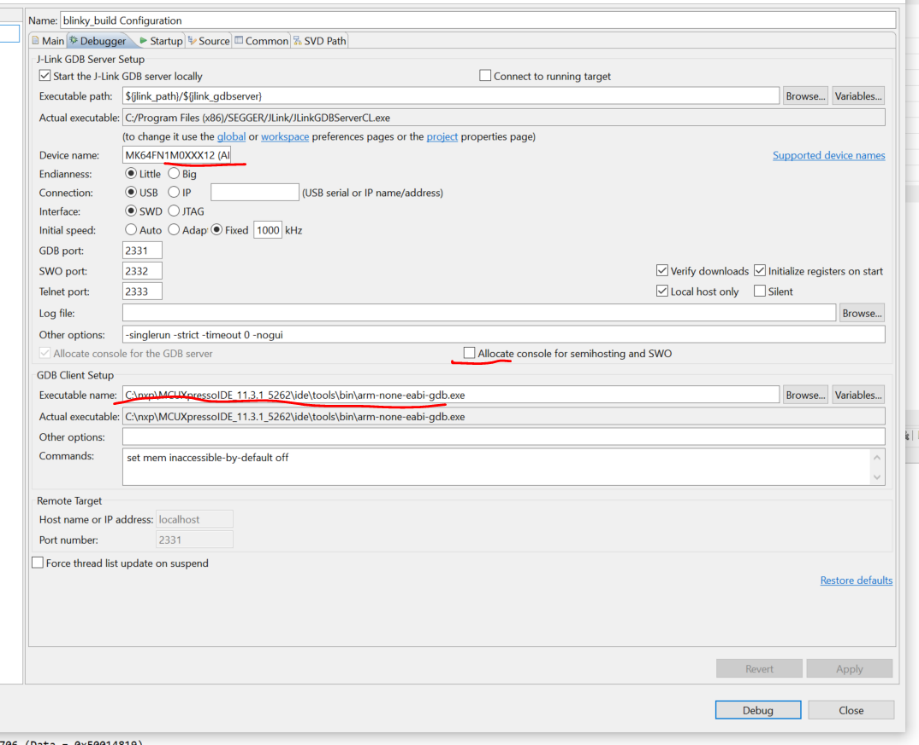 Name: blinky_build Configuration
Main Debugger Startup Source Common SVD Path
J-Link GDB Server Setup
Start the J-Link GDB server locally Connect to running target
Executable path: ${jlink_path}/${jlink_gdbserver} Browse... Variables...
Actual executable: C:/Program Files (x86)/SEGGER/JLink/JLinkGDBServerCL.exe
(to change it use the global or workspace preferences pages or the project properties page)
Device name: MK64FN1M0XXX12 (Al Supported device names
Endianness: Little Big
Connection: USB IP (USB serial or IP name/address)
Interface: SWD JTAG
Initial speed: Auto Adap Fixed 1000 kHz
GDB port: 2331
SWO port: 2332 Verify downloads Initialize registers on start
Telnet port: 2333 Local host only Silent
Log file: Browse...
Other options: -singlerun -strict -timeout 0 -nogui
Allocate console for the GDB server Allocate console for semihosting and SWO
GDB Client Setup
Executable name: C:\nxp\MCUXpressoIDE_11.3.1_5262\ide\tools\bin\arm-none-eabi-gdb.exe Browse... Variables...
Actual executable: C:\nxp\MCUXpressoIDE_11.3.1_5262\ide\tools\bin\arm-none-eabi-gdb.exe
Other options:
Commands: set mem inaccessible-by-default off
Remote Target
Host name or IP address: localhost
Port number: 2331
Force thread list update on suspend
Restore defaults
Revert Apply
Debug Close